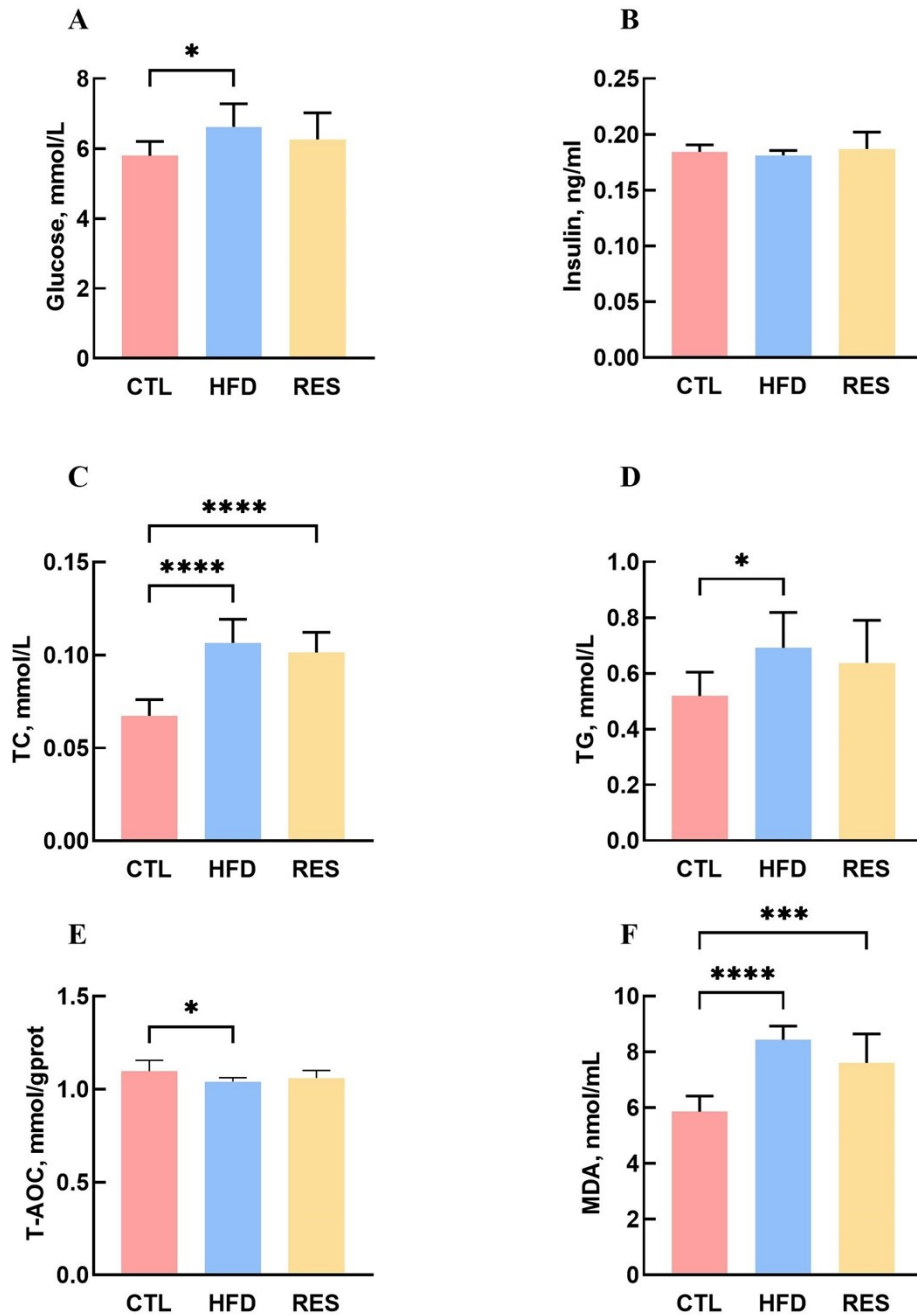 A
*
Glucose, mmol/L
8
6
4
2
0
CTL HFD RES
B
Insulin, ng/ml
0.25
0.20
0.15
0.10
0.05
0.00
CTL HFD RES
C
****
****
TC, mmol/L
0.15
0.10
0.05
0.00
CTL HFD RES
D
*
TG, mmol/L
1.0
0.8
0.6
0.4
0.2
0.0
CTL HFD RES
E
*
T-AOC, mmol/gprot
1.5
1.0
0.5
0.0
CTL HFD RES
F
***
****
MDA, nmol/mL
10
8
6
4
2
0
CTL HFD RES